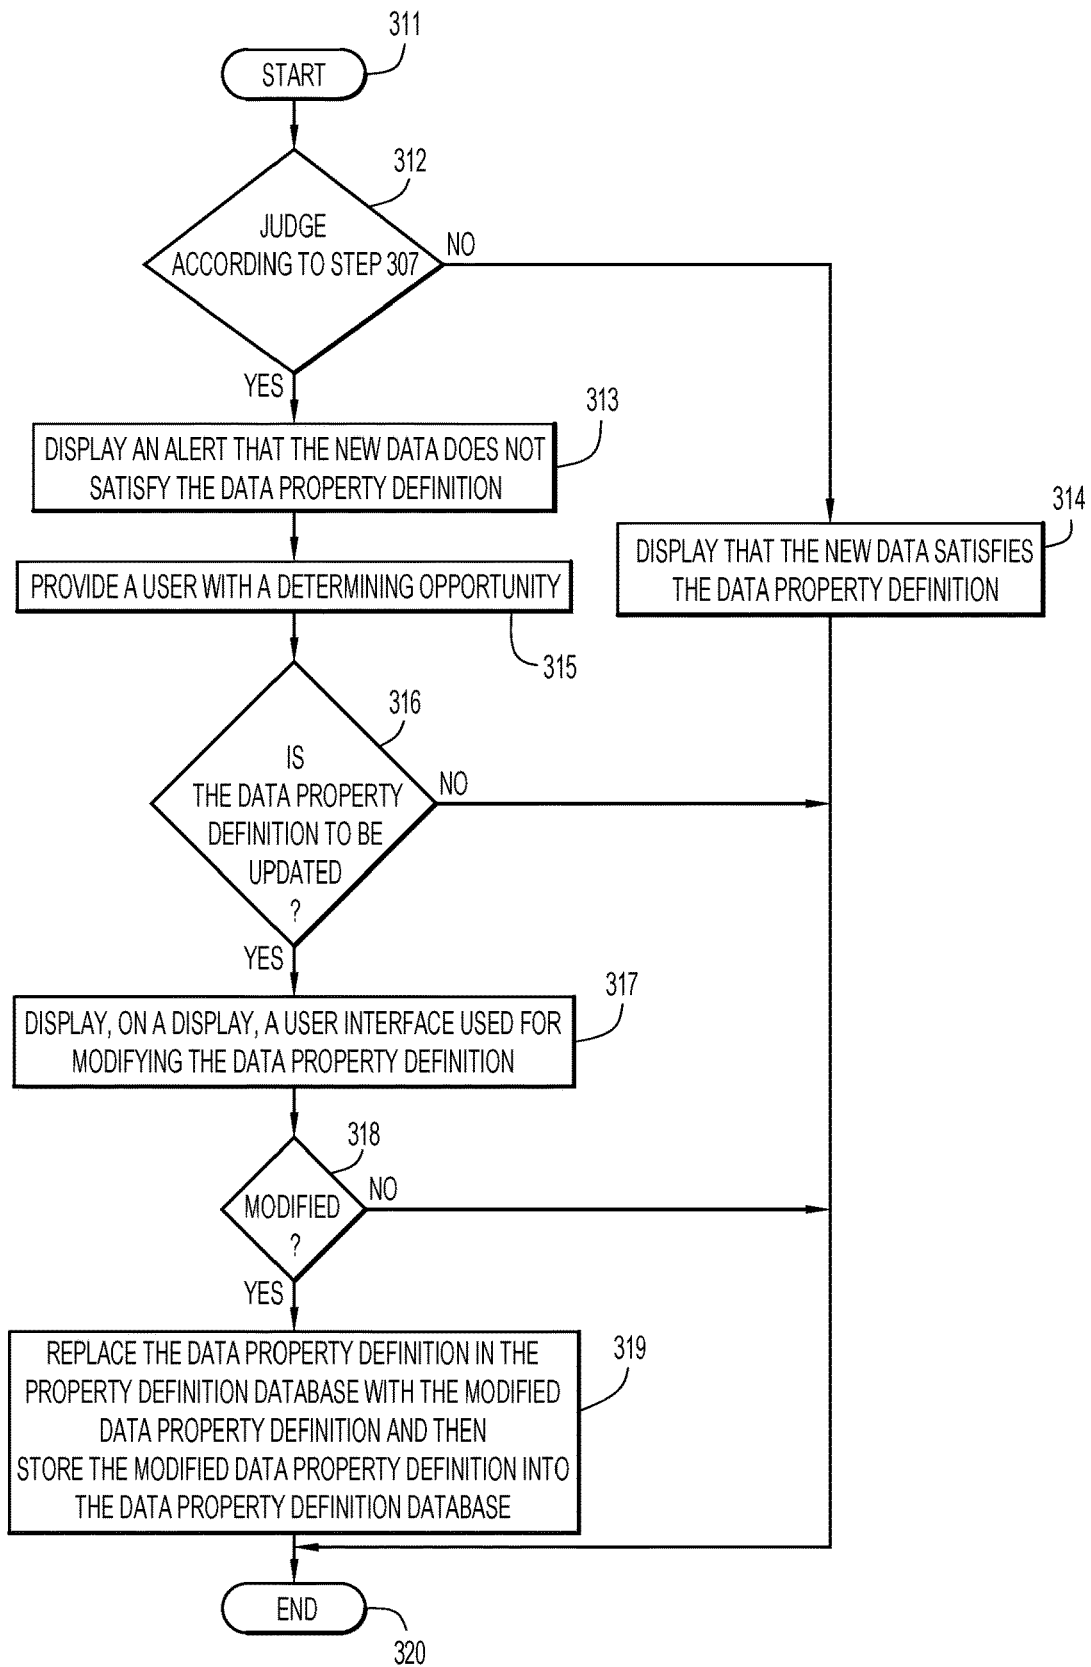 311
START
312
JUDGE
ACCORDING TO STEP 307
NO
YES
313
DISPLAY AN ALERT THAT THE NEW DATA DOES NOT
SATISFY THE DATA PROPERTY DEFINITION
314
DISPLAY THAT THE NEW DATA SATISFIES
THE DATA PROPERTY DEFINITION
PROVIDE A USER WITH A DETERMINING OPPORTUNITY
315
316
IS
THE DATA PROPERTY
DEFINITION TO BE
UPDATED
?
NO
YES
317
DISPLAY, ON A DISPLAY, A USER INTERFACE USED FOR
MODIFYING THE DATA PROPERTY DEFINITION
318
MODIFIED
?
NO
YES
319
REPLACE THE DATA PROPERTY DEFINITION IN THE
PROPERTY DEFINITION DATABASE WITH THE MODIFIED
DATA PROPERTY DEFINITION AND THEN
STORE THE MODIFIED DATA PROPERTY DEFINITION INTO
THE DATA PROPERTY DEFINITION DATABASE
END
320